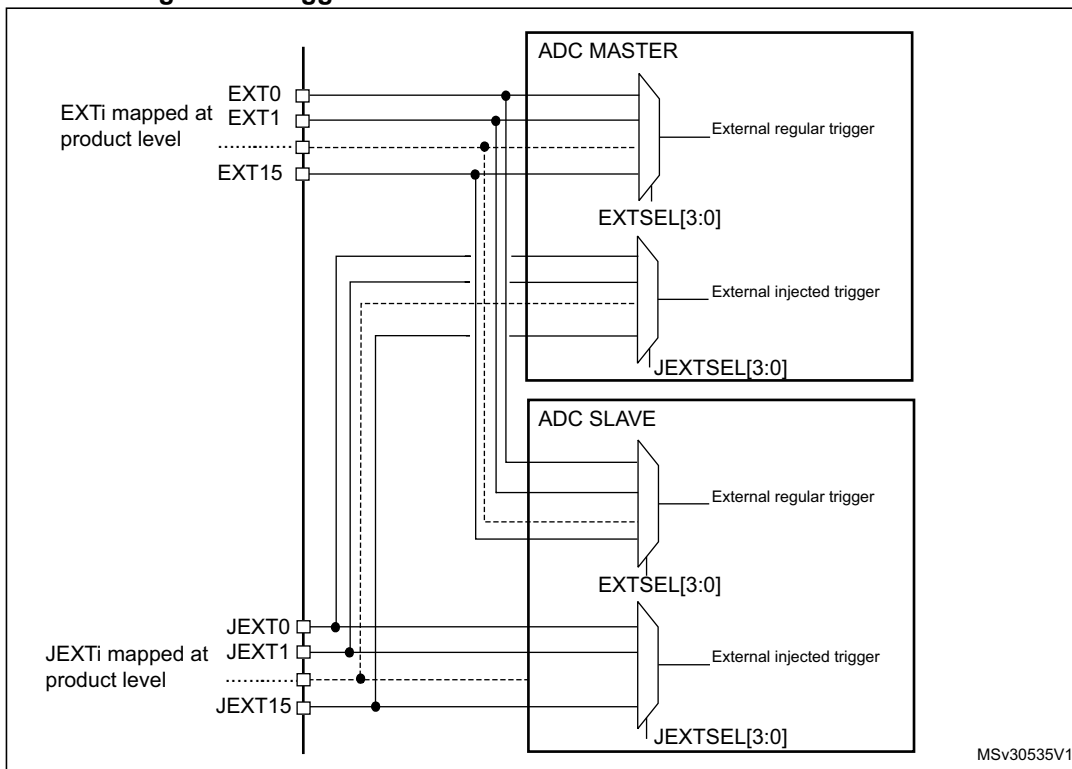 ADC MASTER
EXT0
EXTi mapped at
EXT1
product level
External regular trigger
...........
EXT15
EXTSEL[3:0]
External injected trigger
JEXTSEL[3:0]
ADC SLAVE
External regular trigger
EXTSEL[3:0]
JEXT0
JEXTi mapped at
JEXT1
product level
External injected trigger
...........
JEXT15
JEXTSEL[3:0]
MSv30535V1